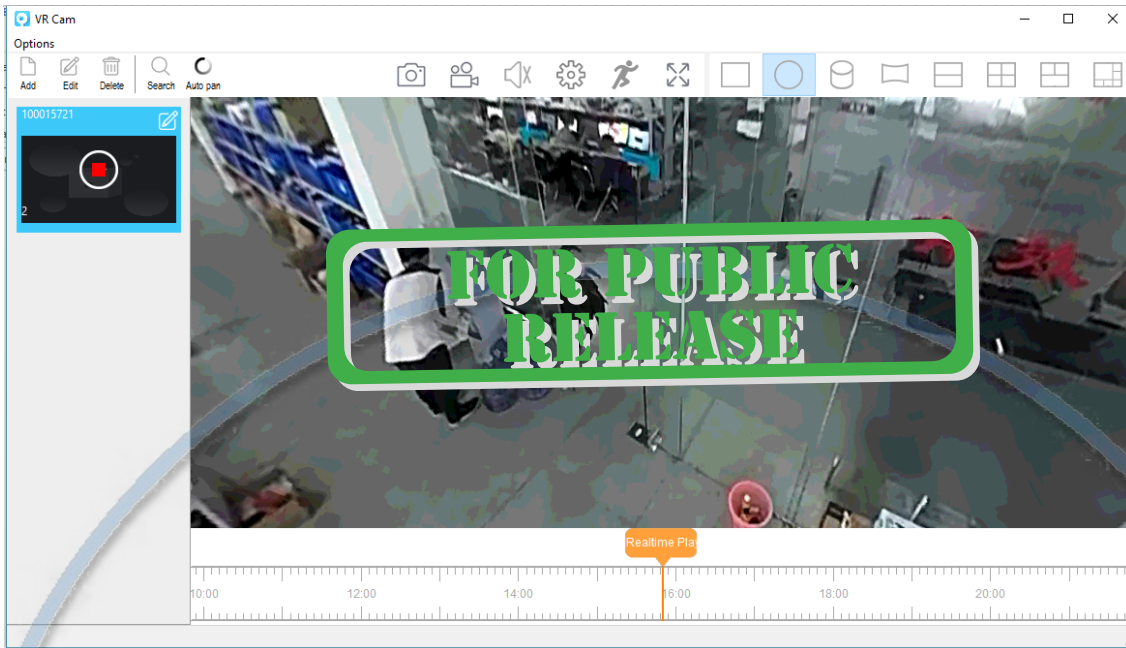 VR Cam
Options
Add Edit Delete Search Auto pan
100015721
2
FOR PUBLIC
RELEASE
Realtime Pla
10:00 12:00 14:00 16:00 18:00 20:00